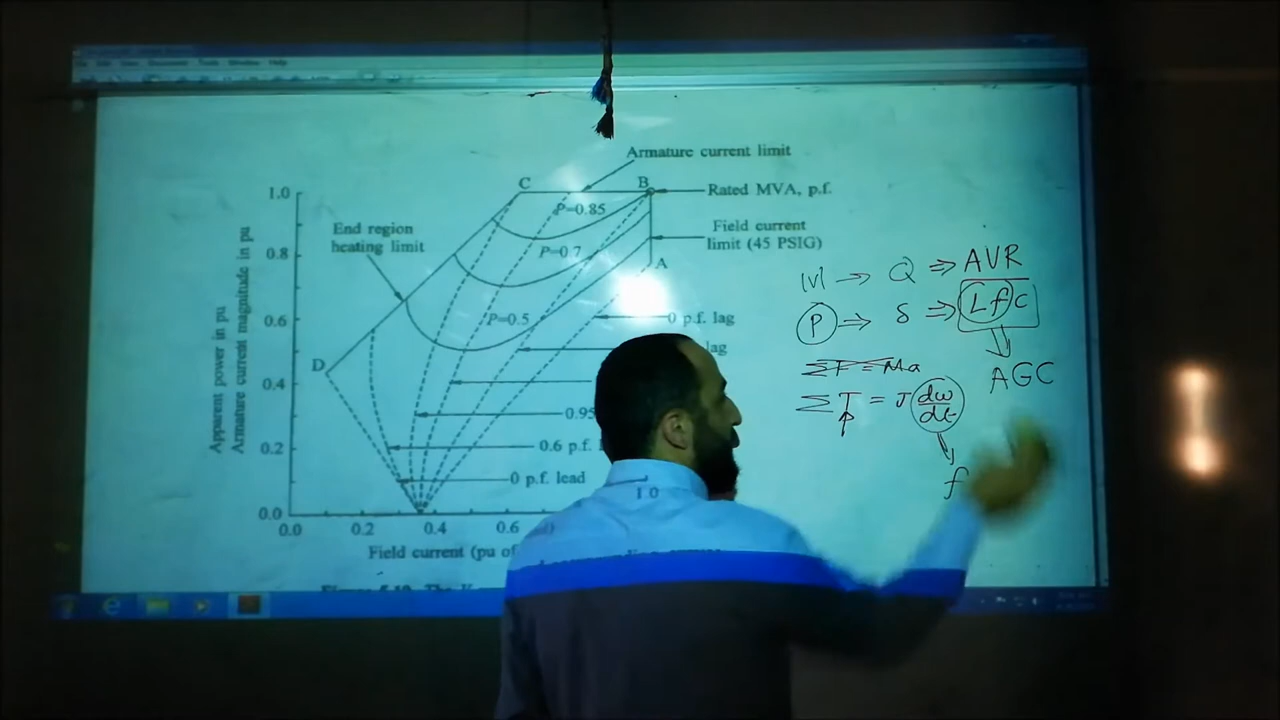 Armature current limit
1.0
C
B
Rated MVA, p.f.
P=0.85
End region
heating limit
Field current
limit (45 PSIG)
0.8
P=0.7
A
Apparent power in pu
Armature current magnitude in pu
0.6
P=0.5
0 p.f. lag
lag
D
0.4
0.95
0.2
0.6 p.f.
0 p.f. lead
0.0
0.0
0.2
0.4
0.6
1.0
Field current (pu of
|V| → Q ⇒ AVR
P ⇒ δ ⇒ LfC
AGC
ΣF = Ma
ΣT = J dω/dt
P
f